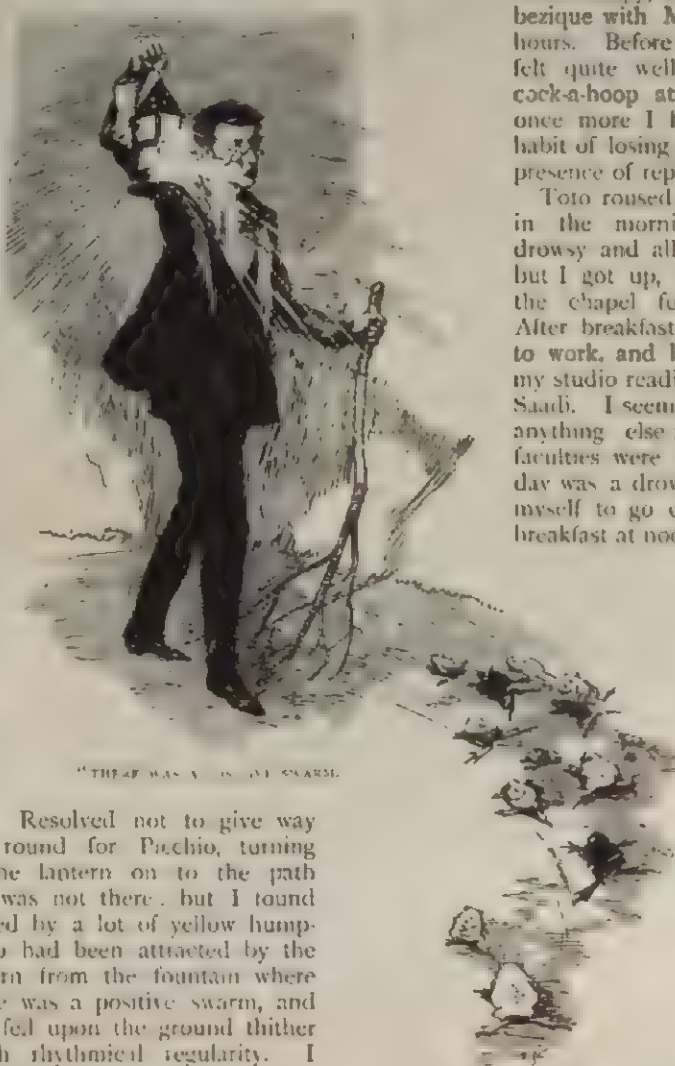 "THERE WAS A SWARM.
Resolved not to give way
round for Picchio, turning
he lantern on to the path
was not there. but I found
ed by a lot of yellow hump-
o had been attracted by the
rn from the fountain where
e was a positive swarm, and
fed upon the ground thither
h rhythmical regularity. I
bezique with M
hours. Before
felt quite well
cock-a-hoop at
once more I h
habit of losing
presence of rep
Toto roused
in the morni
drowsy and all
but I got up,
the chapel fu
After breakfast
to work, and l
my studio readi
Saadi. I seem
anything else
faculties were
day was a drow
myself to go o
breakfast at noo